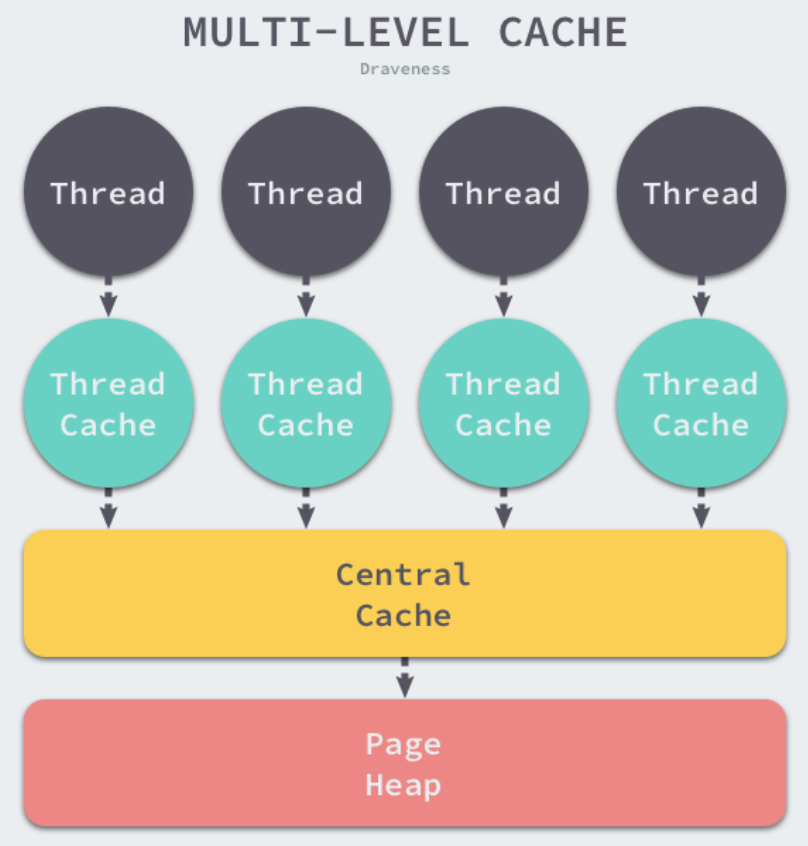 MULTI-LEVEL CACHE
Draveness
Thread
Thread
Thread
Thread
Thread
Cache
Thread
Cache
Thread
Cache
Thread
Cache
Central
Cache
Page
Heap